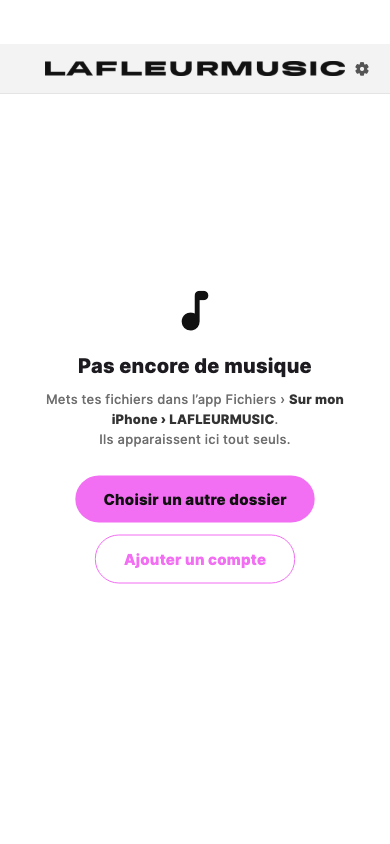 LAFLEURMUSIC
Pas encore de musique
Mets tes fichiers dans l’app Fichiers › Sur mon
iPhone › LAFLEURMUSIC.
Ils apparaissent ici tout seuls.
Choisir un autre dossier
Ajouter un compte